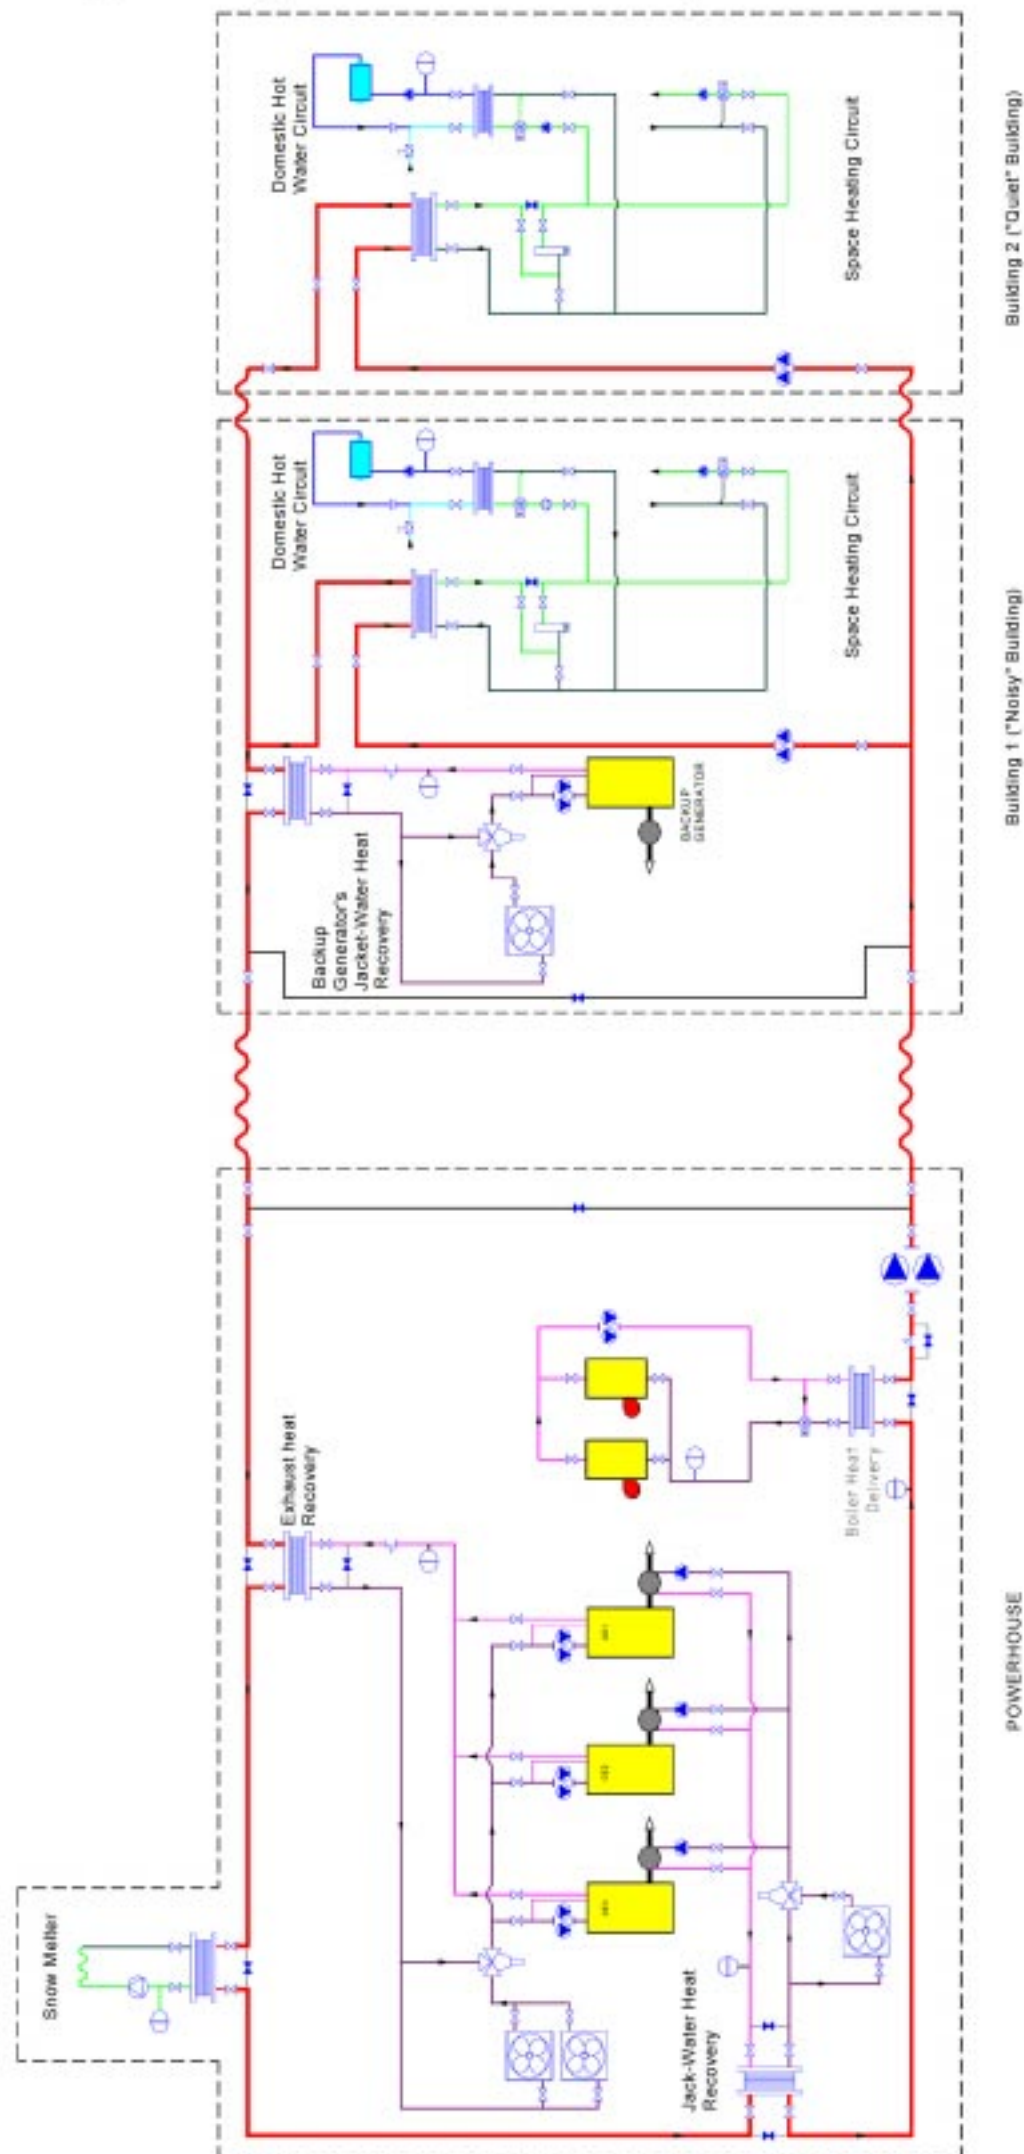 Domestic Hot
Water Circuit
Space Heating Circuit
Building 2 ("Quiet" Building)
Domestic Hot
Water Circuit
Space Heating Circuit
Building 1 ("Noisy" Building)
BACKUP
GENERATOR
Backup
Generator's
Jacket-Water Heat
Recovery
Exhaust heat
Recovery
Boiler Heat
Delivery
POWERHOUSE
Snow Melter
Jack-Water Heat
Recovery